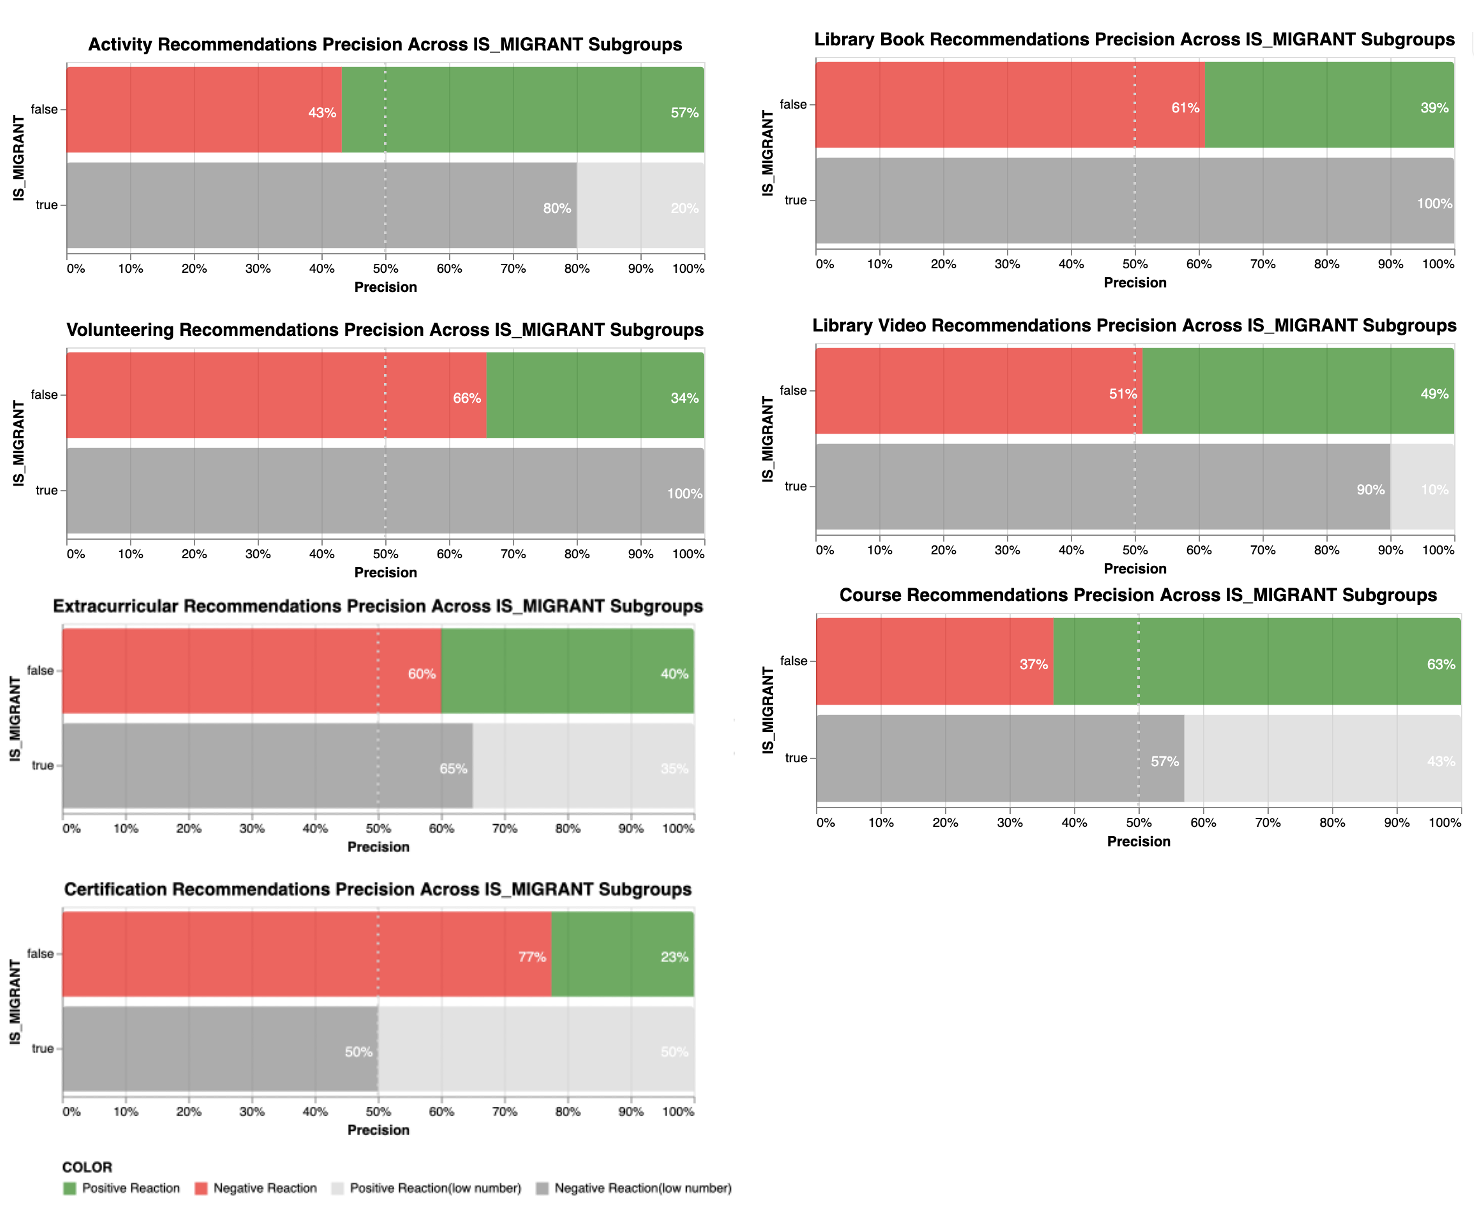 Activity Recommendations Precision Across IS_MIGRANT Subgroups
IS_MIGRANT
false
43%
57%
true
80%
20%
0% 10% 20% 30% 40% 50% 60% 70% 80% 90% 100%
Precision
Library Book Recommendations Precision Across IS_MIGRANT Subgroups
IS_MIGRANT
false
61%
39%
true
100%
0% 10% 20% 30% 40% 50% 60% 70% 80% 90% 100%
Precision
Volunteering Recommendations Precision Across IS_MIGRANT Subgroups
IS_MIGRANT
false
66%
34%
true
100%
0% 10% 20% 30% 40% 50% 60% 70% 80% 90% 100%
Precision
Library Video Recommendations Precision Across IS_MIGRANT Subgroups
IS_MIGRANT
false
51%
49%
true
90%
10%
0% 10% 20% 30% 40% 50% 60% 70% 80% 90% 100%
Precision
Extracurricular Recommendations Precision Across IS_MIGRANT Subgroups
IS_MIGRANT
false
60%
40%
true
65%
35%
0% 10% 20% 30% 40% 50% 60% 70% 80% 90% 100%
Precision
Course Recommendations Precision Across IS_MIGRANT Subgroups
IS_MIGRANT
false
37%
63%
true
57%
43%
0% 10% 20% 30% 40% 50% 60% 70% 80% 90% 100%
Precision
Certification Recommendations Precision Across IS_MIGRANT Subgroups
IS_MIGRANT
false
77%
23%
true
50%
50%
0% 10% 20% 30% 40% 50% 60% 70% 80% 90% 100%
Precision
COLOR
Positive Reaction Negative Reaction Positive Reaction(low number) Negative Reaction(low number)